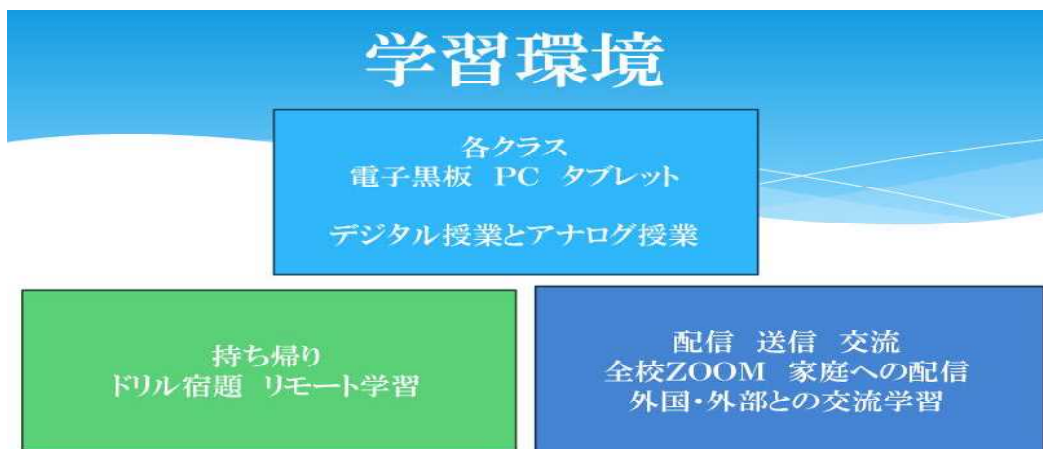 学習環境
各クラス
電子黒板 PC タブレット
デジタル授業とアナログ授業
持ち帰り
ドリル宿題 リモート学習
配信 送信 交流
全校ZOOM 家庭への配信
外国・外部との交流学習